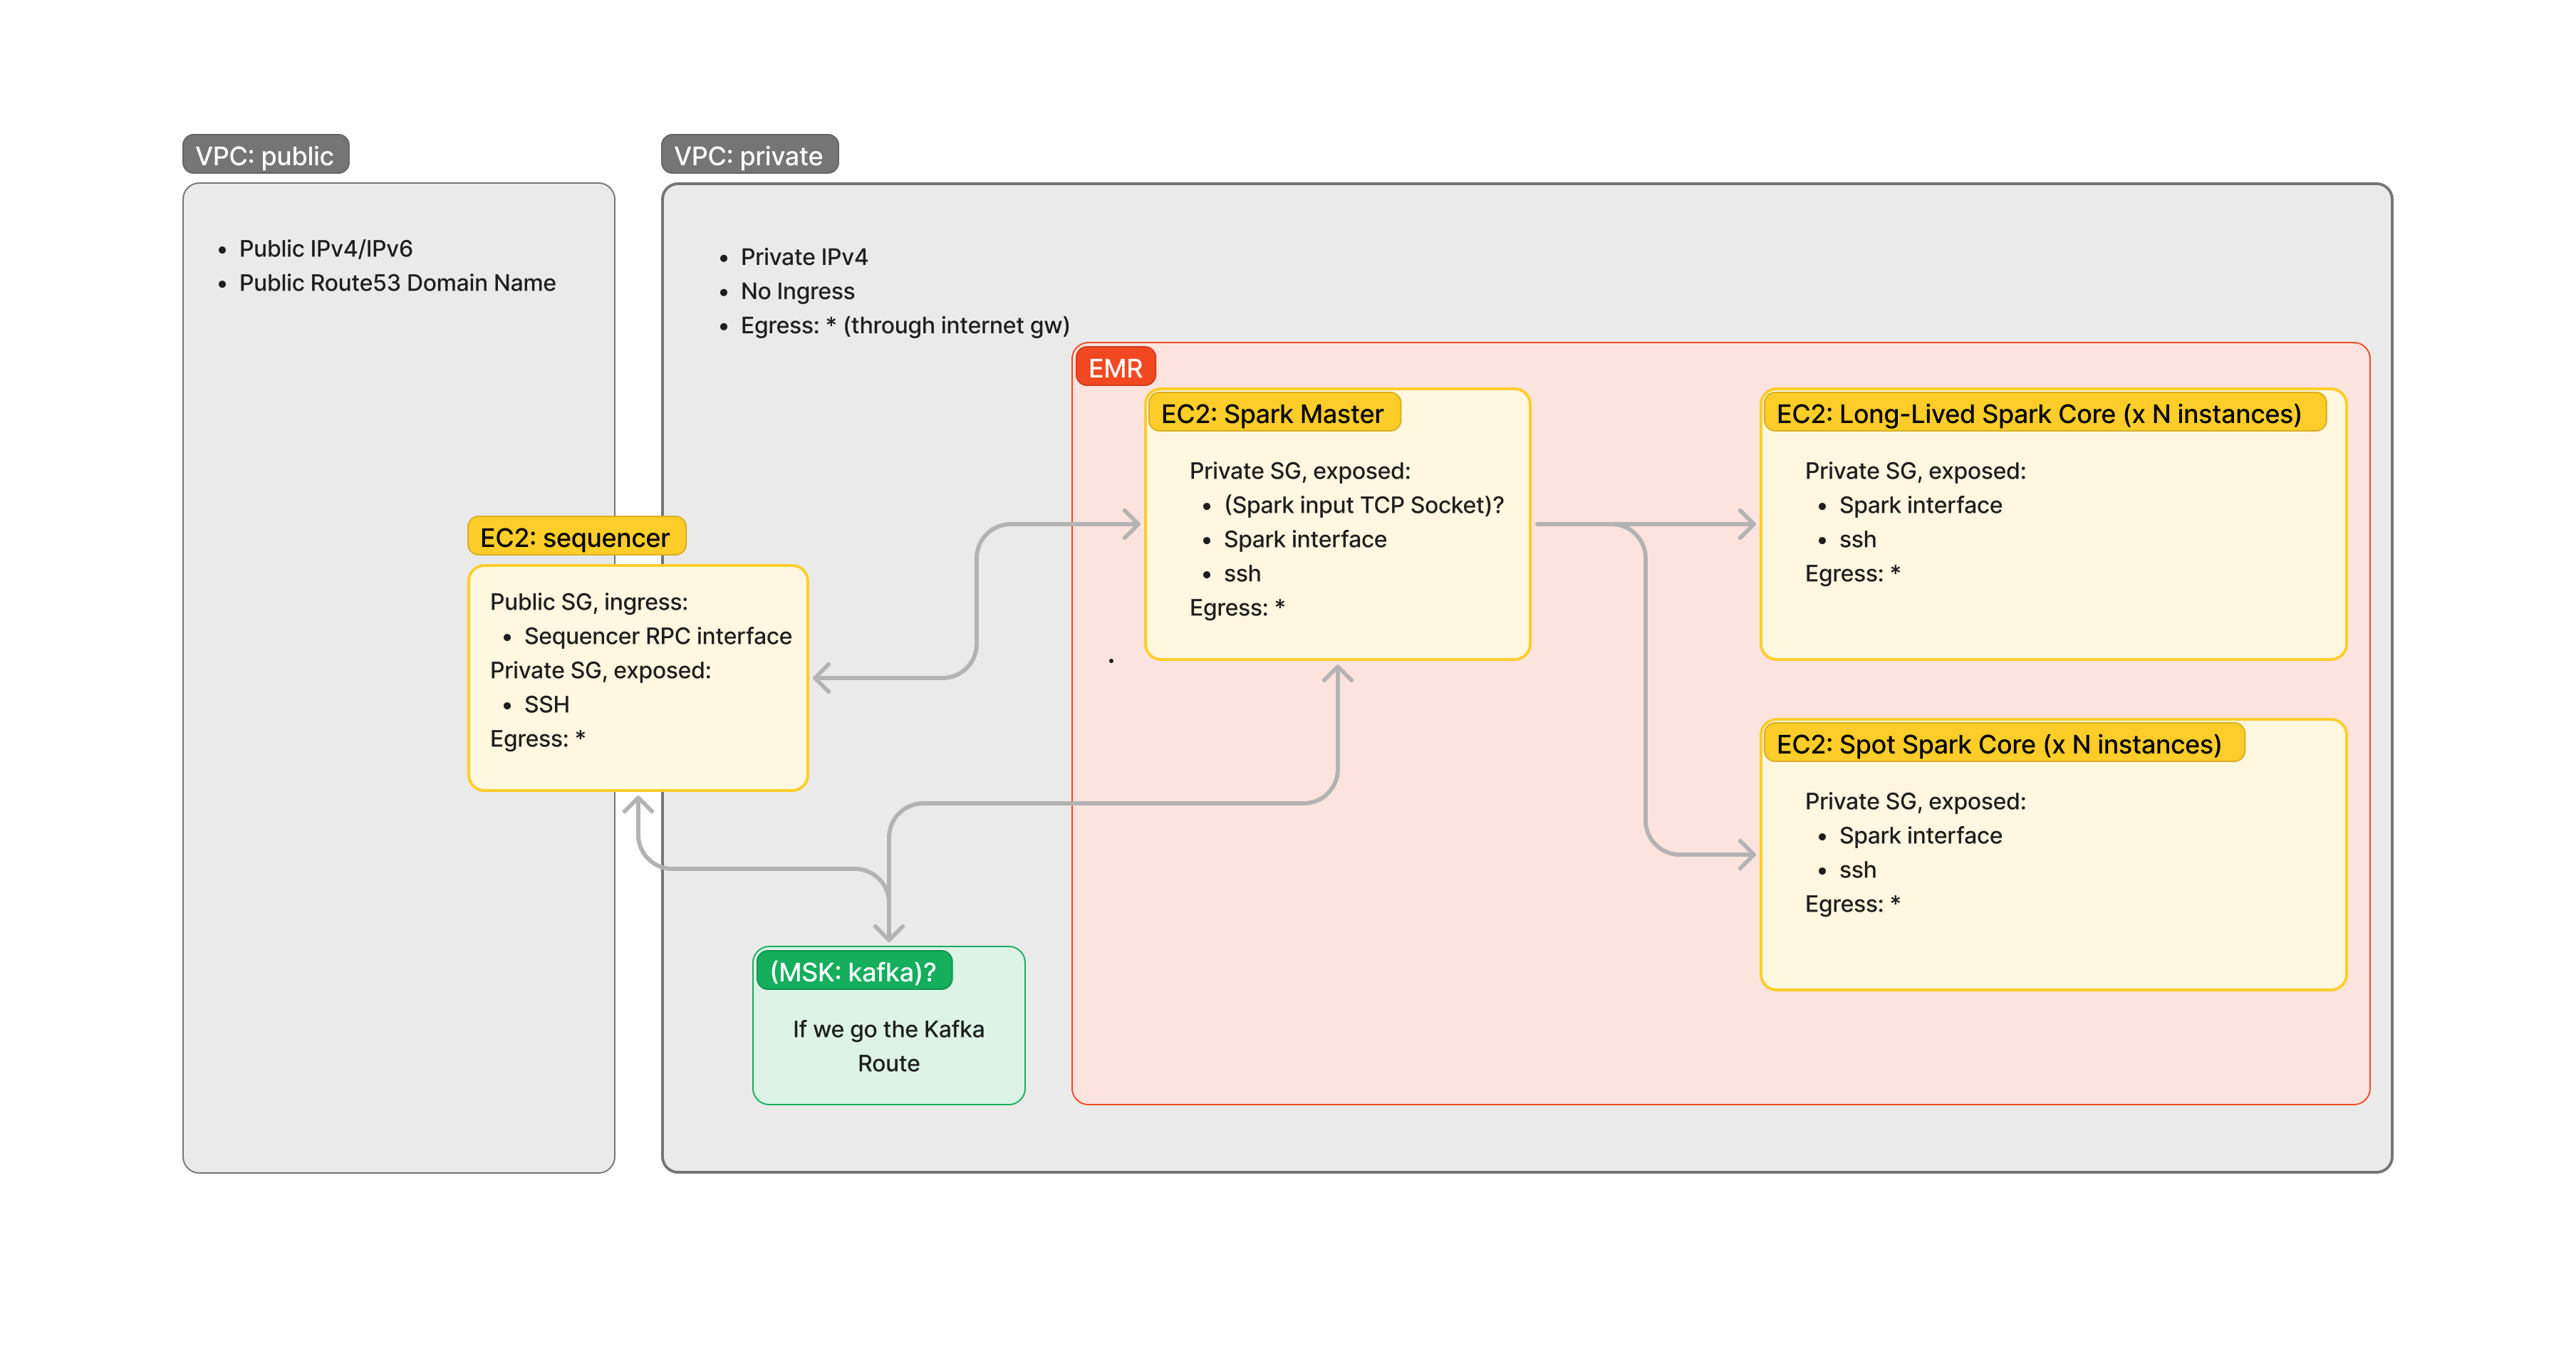 VPC: public
• Public IPv4/IPv6
• Public Route53 Domain Name
VPC: private
• Private IPv4
• No Ingress
• Egress: * (through internet gw)
EC2: sequencer
Public SG, ingress:
• Sequencer RPC interface
Private SG, exposed:
• SSH
Egress: *
EMR
EC2: Spark Master
Private SG, exposed:
• (Spark input TCP Socket)?
• Spark interface
• ssh
Egress: *
EC2: Long-Lived Spark Core (x N instances)
Private SG, exposed:
• Spark interface
• ssh
Egress: *
EC2: Spot Spark Core (x N instances)
Private SG, exposed:
• Spark interface
• ssh
Egress: *
(MSK: kafka)?
If we go the Kafka
Route